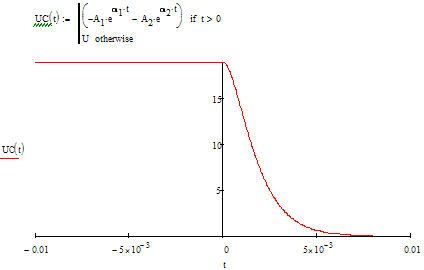 UC(t) := | (-A₁·e^(α₁·t) - A₂·e^(α₂·t)) if t > 0
U otherwise
15
10
UC(t)
5
-0.01 -5×10⁻³ 0 5×10⁻³ 0.01
t